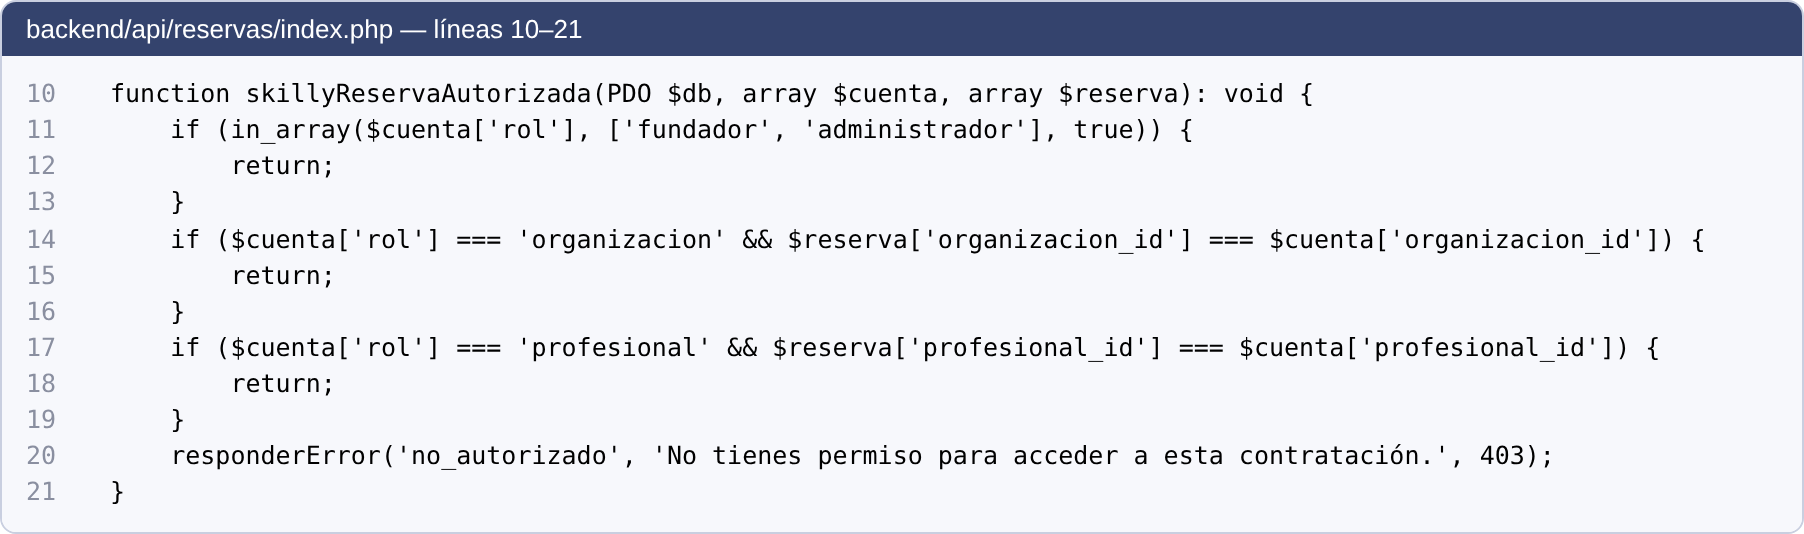 backend/api/reservas/index.php — líneas 10–21
10 function skillyReservaAutorizada(PDO $db, array $cuenta, array $reserva): void {
11     if (in_array($cuenta['rol'], ['fundador', 'administrador'], true)) {
12         return;
13     }
14     if ($cuenta['rol'] === 'organizacion' && $reserva['organizacion_id'] === $cuenta['organizacion_id']) {
15         return;
16     }
17     if ($cuenta['rol'] === 'profesional' && $reserva['profesional_id'] === $cuenta['profesional_id']) {
18         return;
19     }
20     responderError('no_autorizado', 'No tienes permiso para acceder a esta contratación.', 403);
21 }